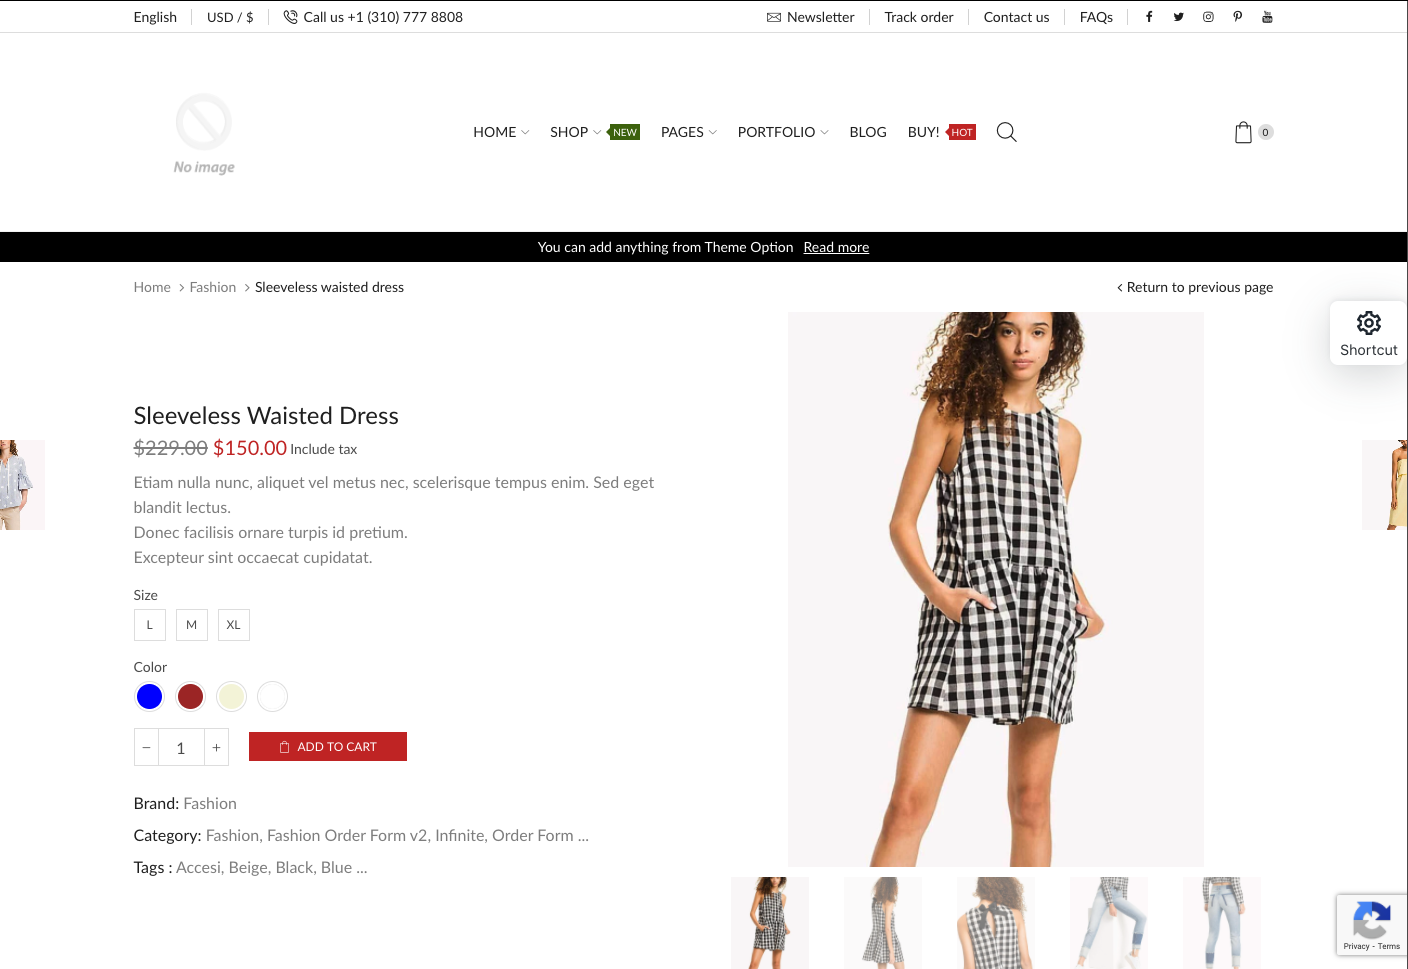 English
USD / $
Call us +1 (310) 777 8808
Newsletter
Track order
Contact us
FAQs
No image
HOME
SHOP
NEW
PAGES
PORTFOLIO
BLOG
BUY!
HOT
0
You can add anything from Theme Option Read more
Home > Fashion > Sleeveless waisted dress
< Return to previous page
Shortcut
Sleeveless Waisted Dress
$229.00 $150.00 Include tax
Etiam nulla nunc, aliquet vel metus nec, scelerisque tempus enim. Sed eget
blandit lectus.
Donec facilisis ornare turpis id pretium.
Excepteur sint occaecat cupidatat.
Size
L
M
XL
Color
− 1 +
ADD TO CART
Brand: Fashion
Category: Fashion, Fashion Order Form v2, Infinite, Order Form ...
Tags : Accesi, Beige, Black, Blue ...
Privacy - Terms